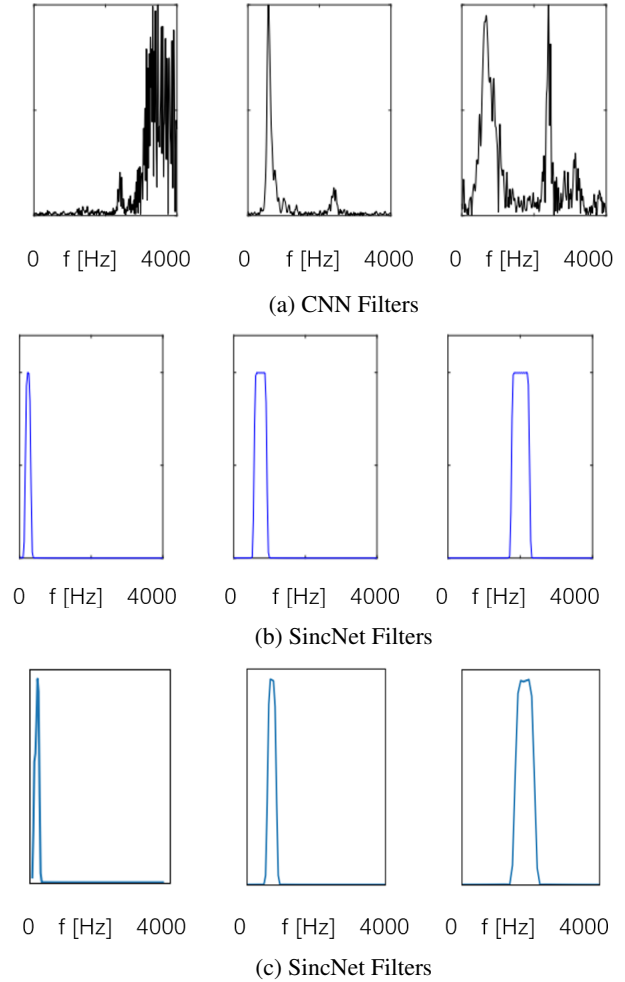 0 f [Hz] 4000 0 f [Hz] 4000 0 f [Hz] 4000
(a) CNN Filters
0 f [Hz] 4000 0 f [Hz] 4000 0 f [Hz] 4000
(b) SincNet Filters
0 f [Hz] 4000 0 f [Hz] 4000 0 f [Hz] 4000
(c) SincNet Filters